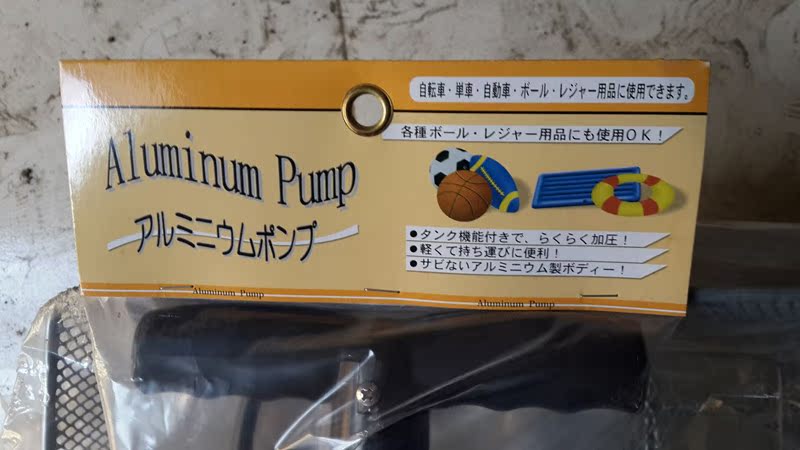 自転車・単車・自動車・ボール・レジャー用品に使用できます。
各種ボール・レジャー用品にも使用OK！
Aluminum Pump
アルミニウムポンプ
●タンク機能付きで、らくらく加圧！
●軽くて持ち運びに便利！
●サビないアルミニウム製ボディー！
Aluminum Pump
Aluminum Pump